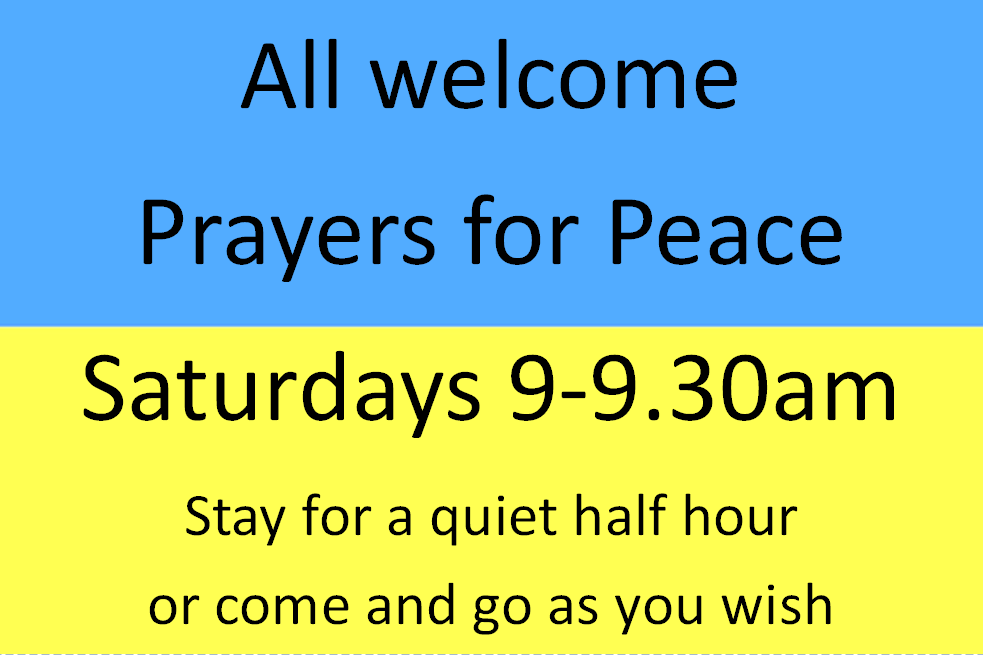 All welcome
Prayers for Peace
Saturdays 9-9.30am
Stay for a quiet half hour
or come and go as you wish